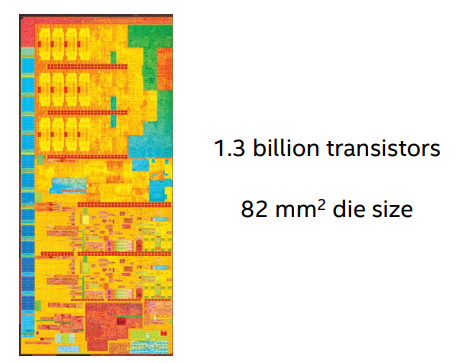 1.3 billion transistors
82 mm² die size